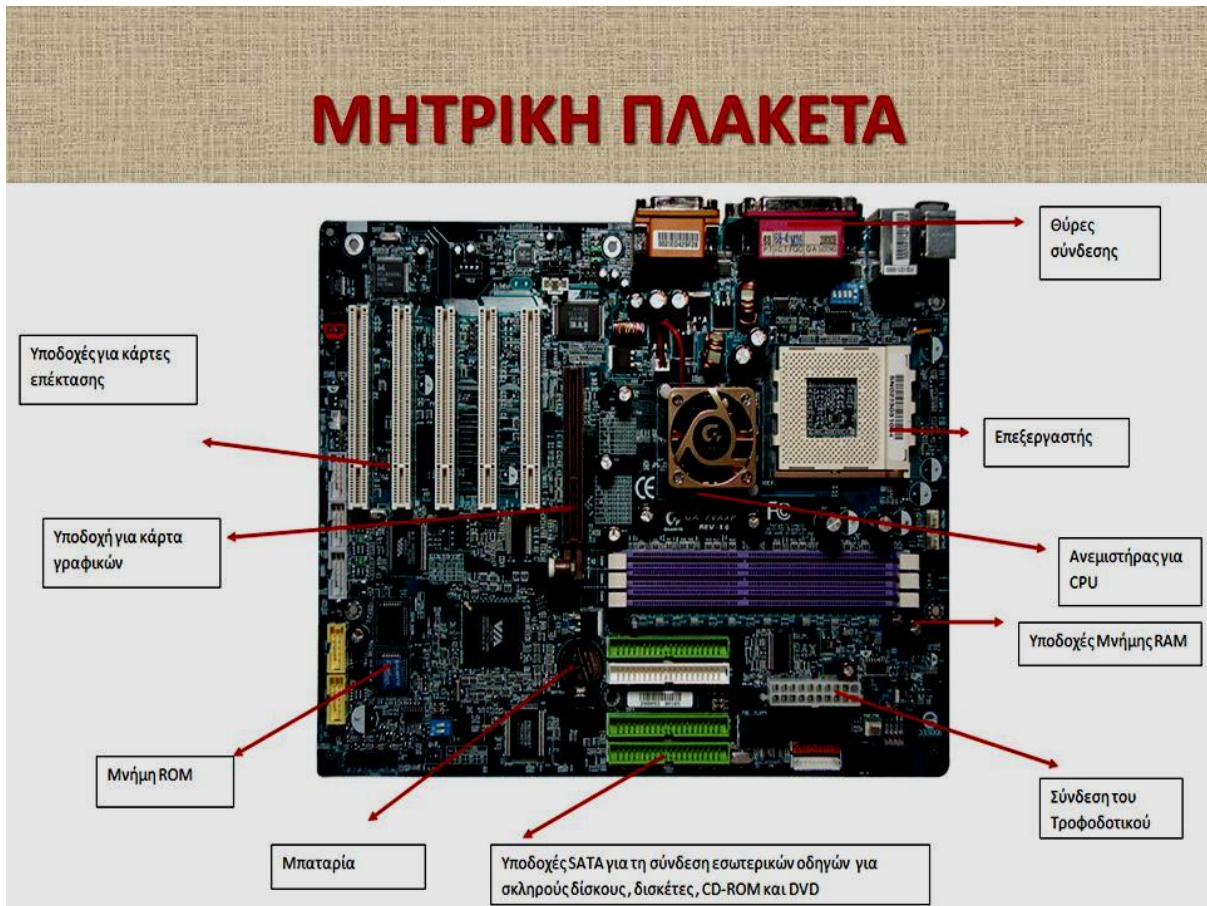 ΜΗΤΡΙΚΗ ΠΛΑΚΕΤΑ
Θύρες
σύνδεσης
Υποδοχές για κάρτες
επέκτασης
Επεξεργαστής
Υποδοχή για κάρτα
γραφικών
Ανεμιστήρας για
CPU
Υποδοχές Μνήμης RAM
Μνήμη ROM
Σύνδεση του
Τροφοδοτικού
Μπαταρία
Υποδοχές SATA για τη σύνδεση εσωτερικών οδηγών για
σκληρούς δίσκους, δισκέτες, CD-ROM και DVD
VIA